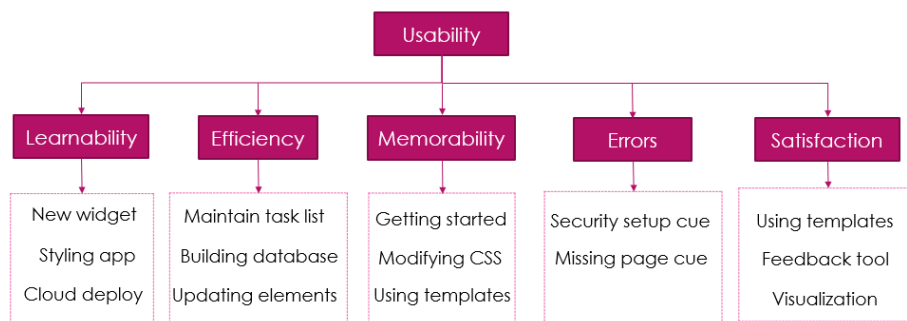 Usability
Learnability
Efficiency
Memorability
Errors
Satisfaction
New widget
Styling app
Cloud deploy
Maintain task list
Building database
Updating elements
Getting started
Modifying CSS
Using templates
Security setup cue
Missing page cue
Using templates
Feedback tool
Visualization